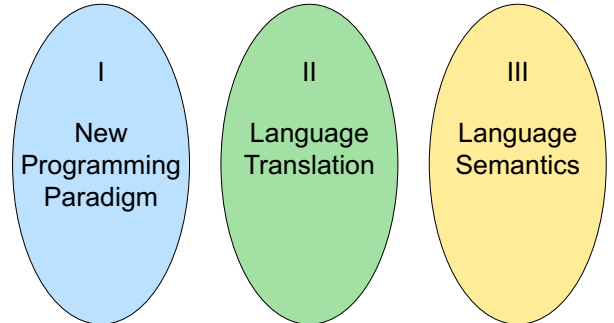 I
New
Programming
Paradigm
II
Language
Translation
III
Language
Semantics